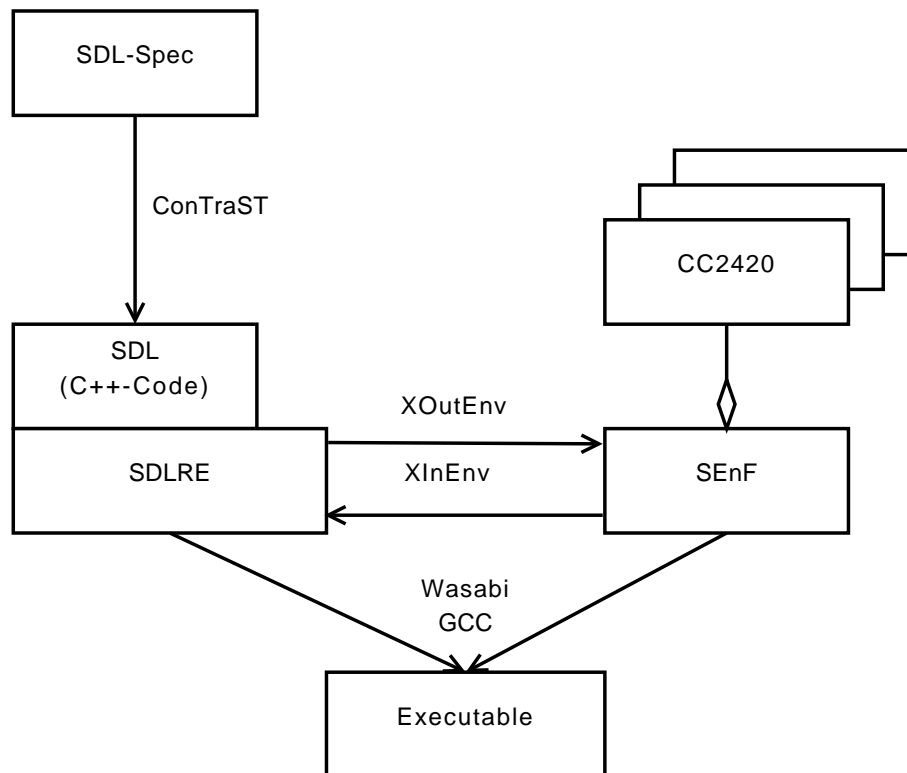 SDL-Spec
ConTraST
CC2420
SDL
(C++-Code)
XOutEnv
SDLRE
XInEnv
SEnF
Wasabi
GCC
Executable